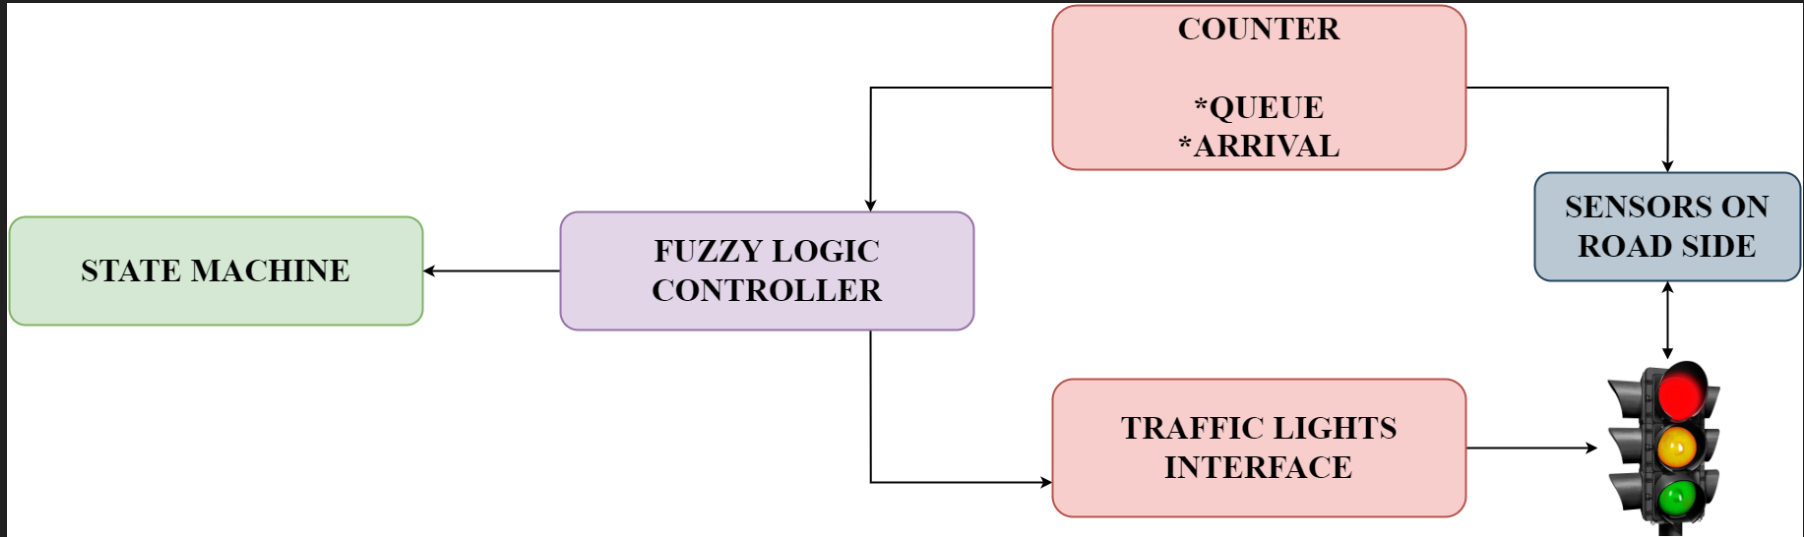 COUNTER
*QUEUE
*ARRIVAL
SENSORS ON
ROAD SIDE
STATE MACHINE
FUZZY LOGIC
CONTROLLER
TRAFFIC LIGHTS
INTERFACE